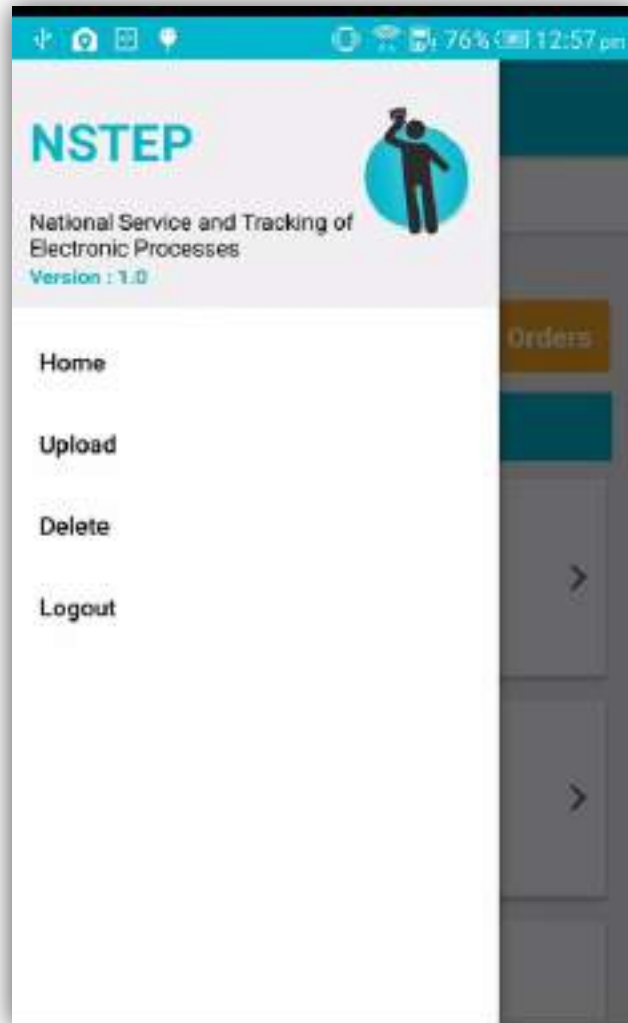 76% 12:57 pm
NSTEP
National Service and Tracking of
Electronic Processes
Version : 1.0
Orders
Home
Upload
Delete
Logout